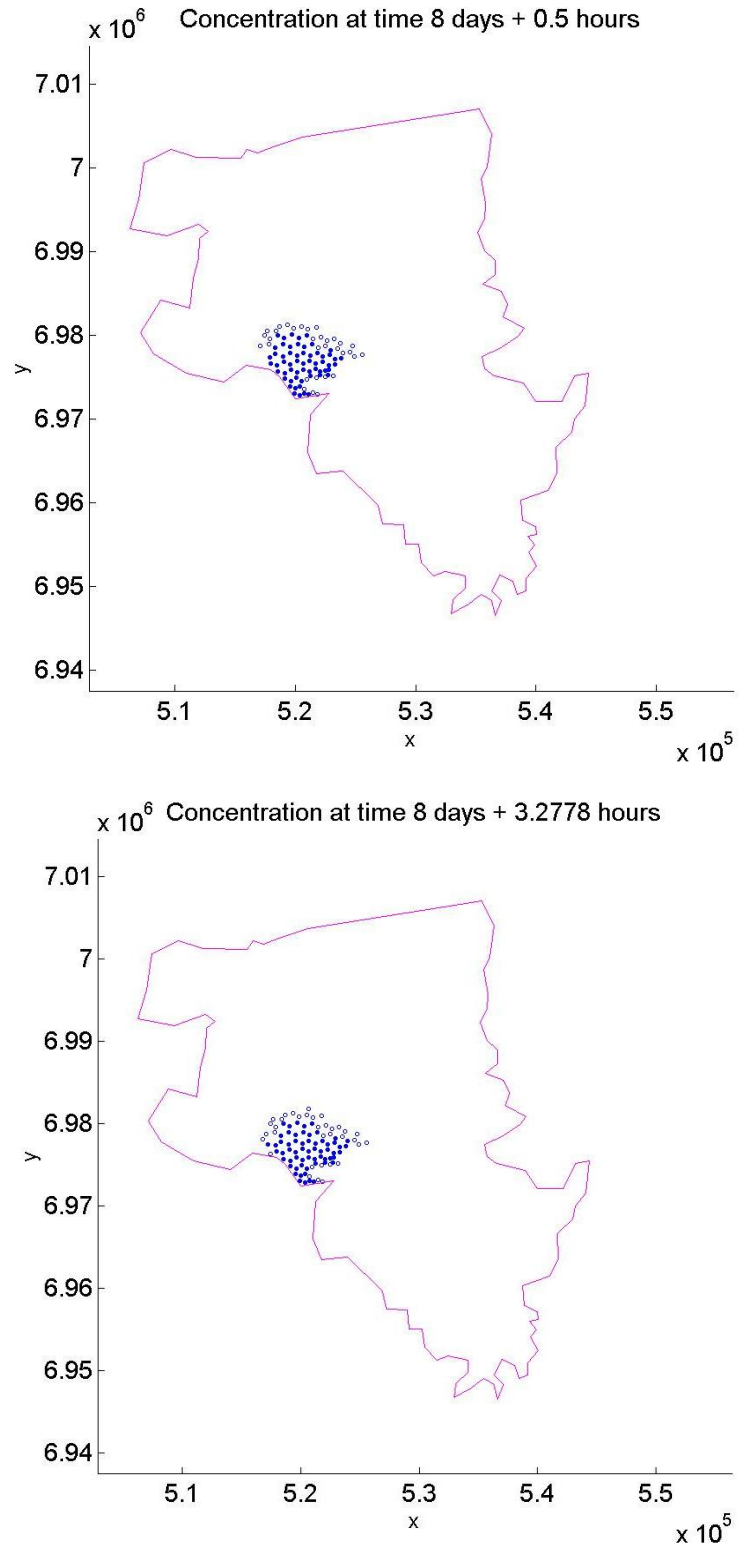 x 10^6 Concentration at time 8 days + 0.5 hours
7.01
7
6.99
6.98
y
6.97
6.96
6.95
6.94
5.1 5.2 5.3 5.4 5.5
x
x 10^5
x 10^6 Concentration at time 8 days + 3.2778 hours
7.01
7
6.99
6.98
y
6.97
6.96
6.95
6.94
5.1 5.2 5.3 5.4 5.5
x
x 10^5